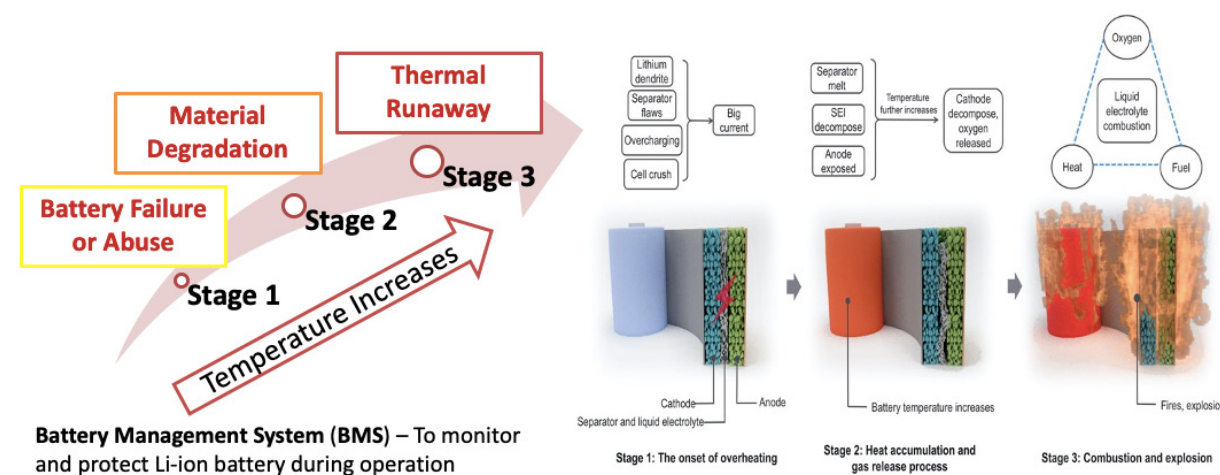 Thermal
Runaway
Material
Degradation
Battery Failure
or Abuse
Stage 3
Stage 2
Stage 1
Temperature Increases
Battery Management System (BMS) – To monitor
and protect Li-ion battery during operation
Lithium
dendrite
Separator
flaws
Overcharging
Cell crush
Big
current
Cathode
Anode
Separator and liquid electrolyte
Stage 1: The onset of overheating
Separator
melt
SEI
decompose
Anode
exposed
Temperature
further increases
Cathode
decompose,
oxygen
released
Battery temperature increases
Stage 2: Heat accumulation and
gas release process
Oxygen
Liquid
electrolyte
combustion
Heat
Fuel
Fires, explosio
Stage 3: Combustion and explosion